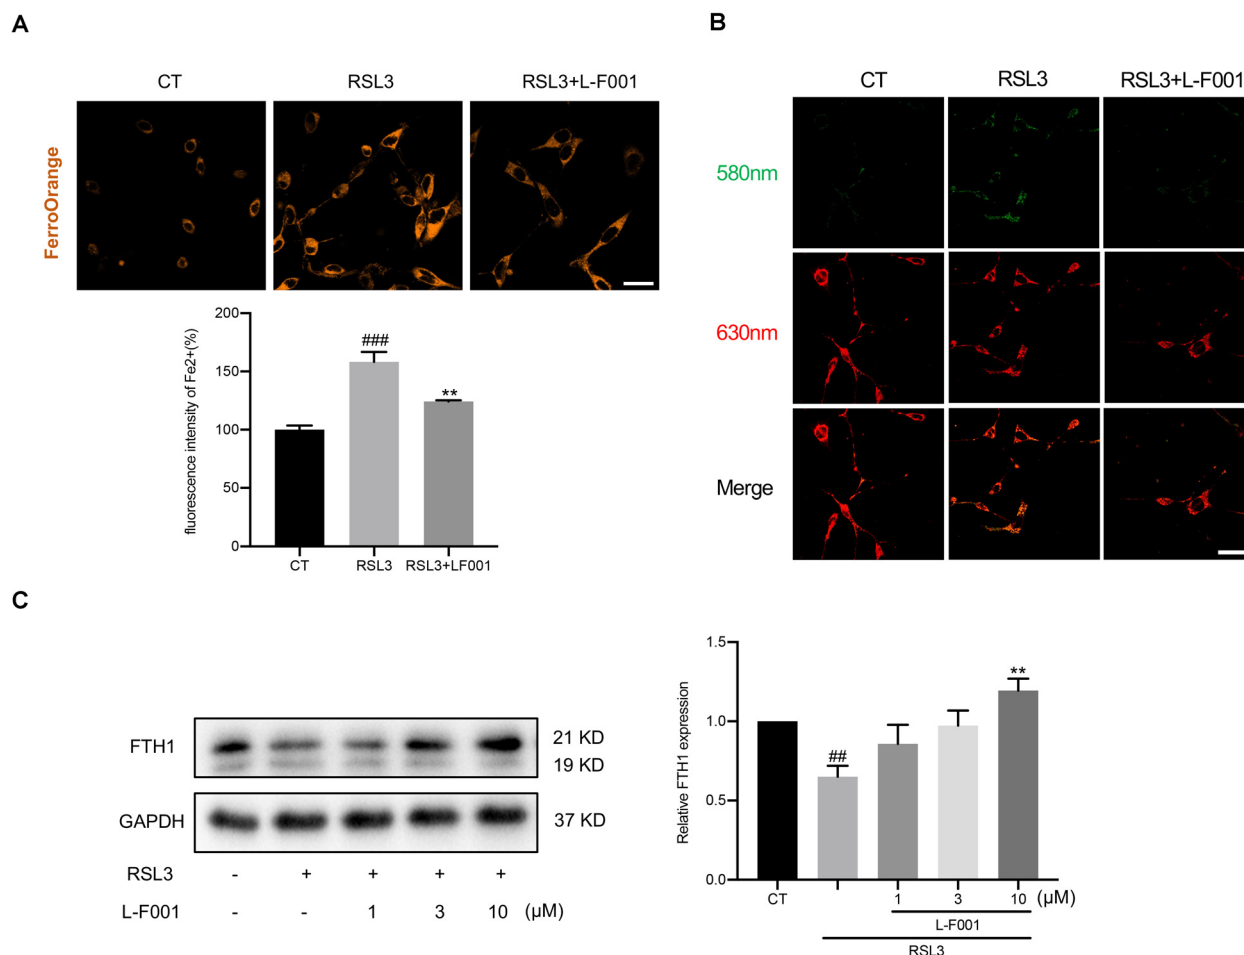 A
CT RSL3 RSL3+L-F001
FerroOrange
fluorescence intensity of Fe2+(%)
200
150
100
50
0
###
**
CT RSL3 RSL3+LF001
B
CT RSL3 RSL3+L-F001
580nm
630nm
Merge
C
FTH1 21 KD
19 KD
GAPDH 37 KD
RSL3 - + + + +
L-F001 - - 1 3 10 (μM)
Relative FTH1 expression
1.5
1.0
0.5
0.0
##
**
CT 1 3 10 (μM)
L-F001
RSL3